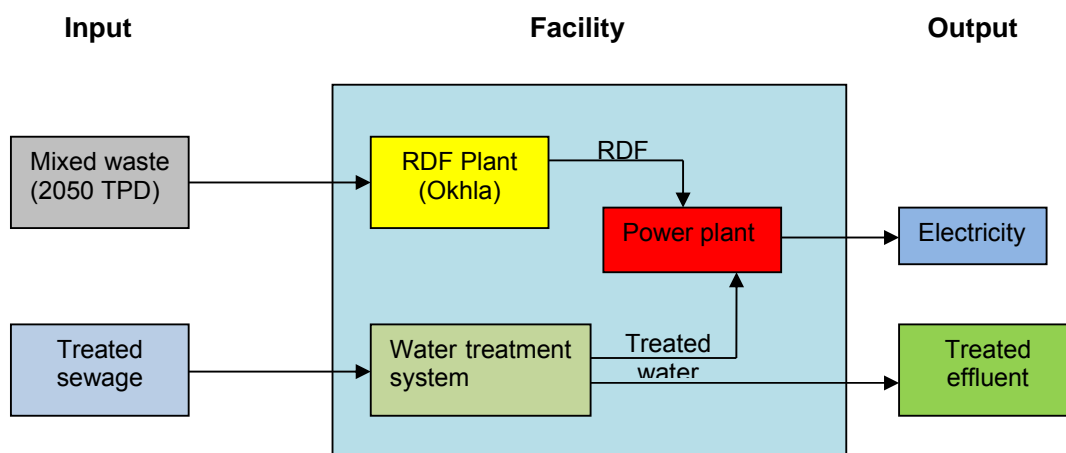 Input
Facility
Output
Mixed waste
(2050 TPD)
RDF Plant
(Okhla)
RDF
Power plant
Electricity
Treated
sewage
Water treatment
system
Treated
water
Treated
effluent